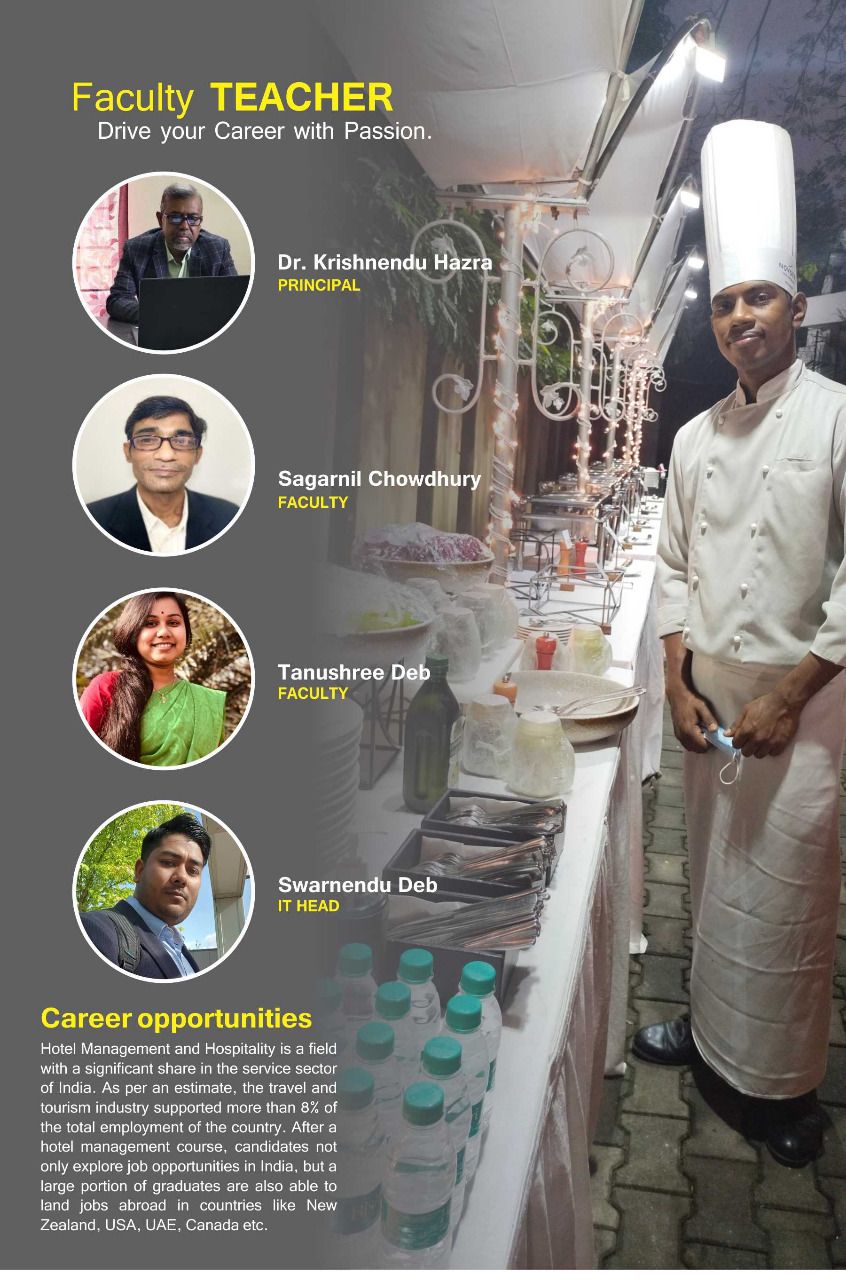 Faculty TEACHER
Drive your Career with Passion.
Dr. Krishnendu Hazra
PRINCIPAL
Sagarnil Chowdhury
FACULTY
Tanushree Deb
FACULTY
Swarnendu Deb
IT HEAD
Career opportunities
Hotel Management and Hospitality is a field
with a significant share in the service sector
of India. As per an estimate, the travel and
tourism industry supported more than 8% of
the total employment of the country. After a
hotel management course, candidates not
only explore job opportunities in India, but a
large portion of graduates are also able to
land jobs abroad in countries like New
Zealand, USA, UAE, Canada etc.